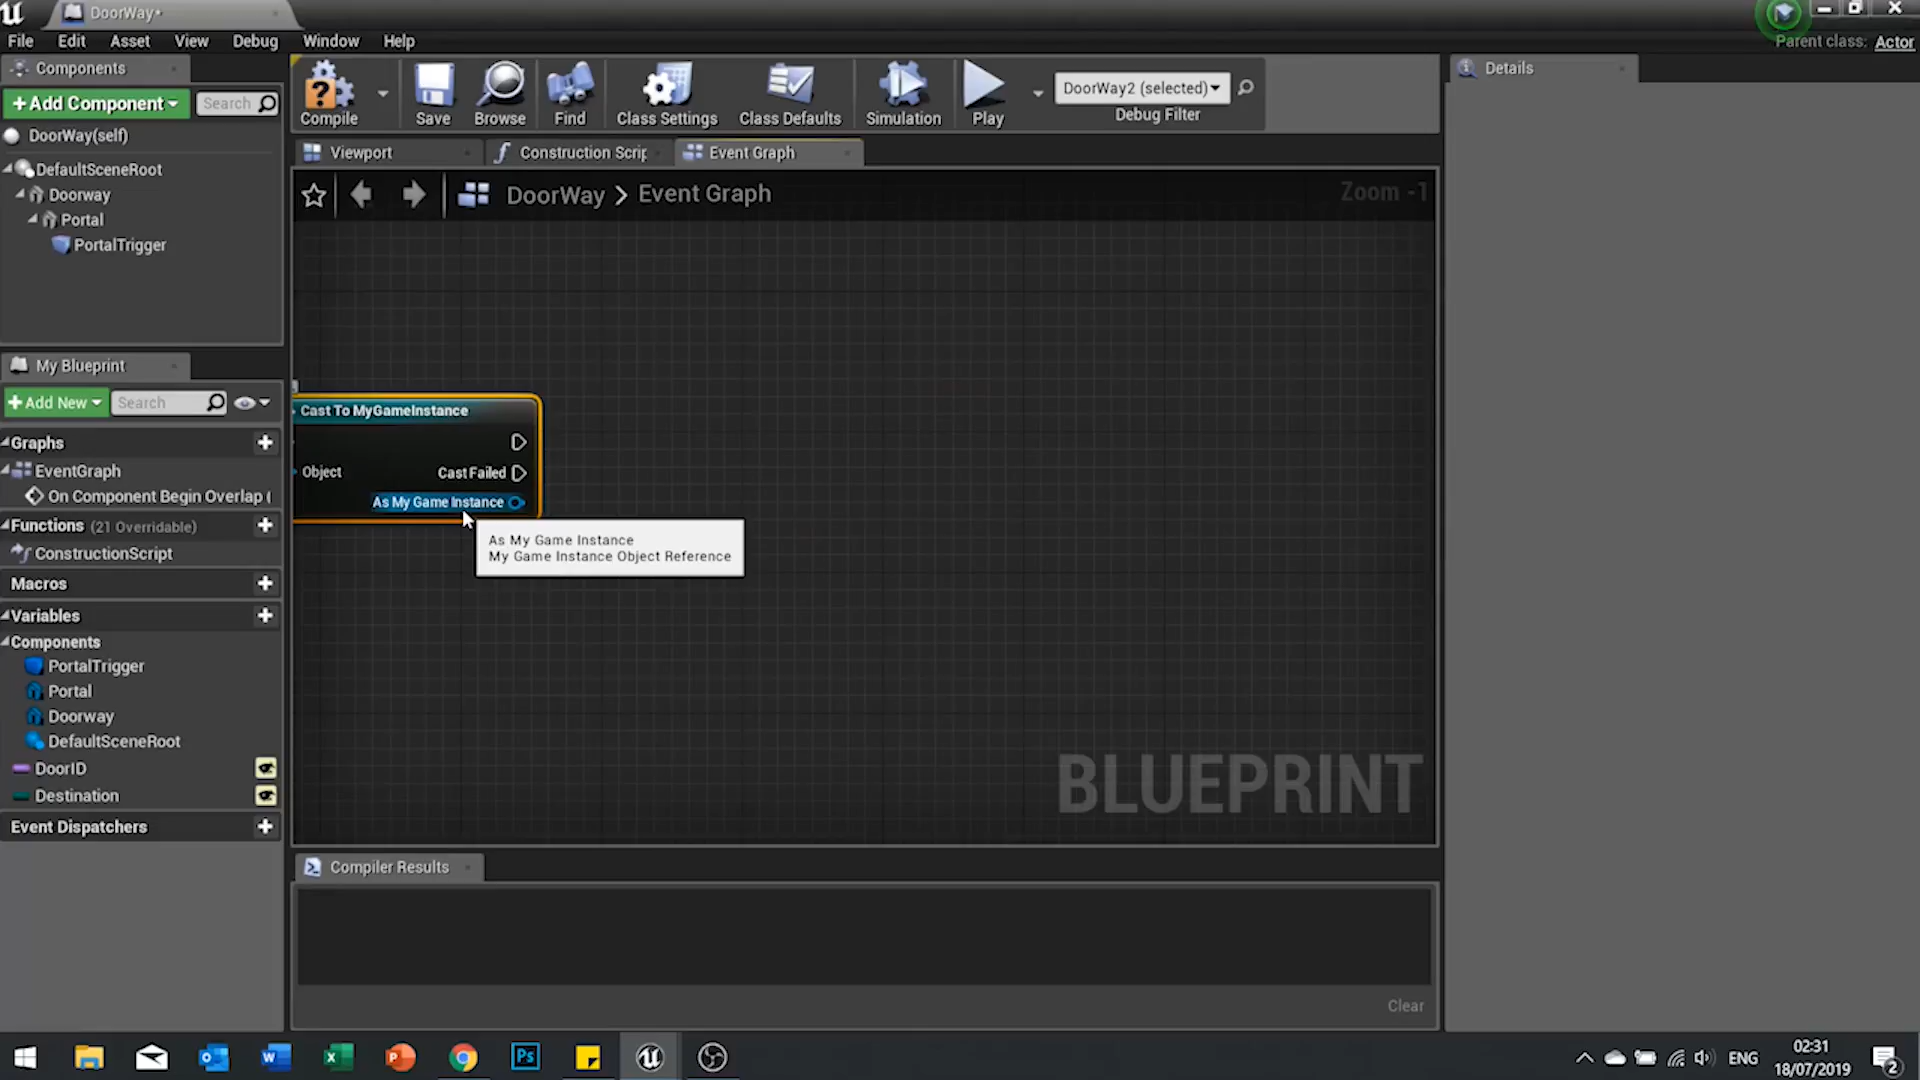 DoorWay*
File Edit Asset View Debug Window Help
Parent class: Actor
Components
+Add Component
Search
DoorWay(self)
DefaultSceneRoot
Doorway
Portal
PortalTrigger
Compile
Save
Browse
Find
Class Settings
Class Defaults
Simulation
Play
DoorWay2 (selected)
Debug Filter
Details
Viewport
Construction Scrip
Event Graph
DoorWay > Event Graph
Zoom -1
Cast To MyGameInstance
Object
Cast Failed
As My Game Instance
As My Game Instance
My Game Instance Object Reference
BLUEPRINT
My Blueprint
+Add New
Search
Graphs
EventGraph
On Component Begin Overlap (
Functions (21 Overridable)
ConstructionScript
Macros
Variables
Components
PortalTrigger
Portal
Doorway
DefaultSceneRoot
DoorID
Destination
Event Dispatchers
Compiler Results
Clear
ENG
02:31
18/07/2019
2